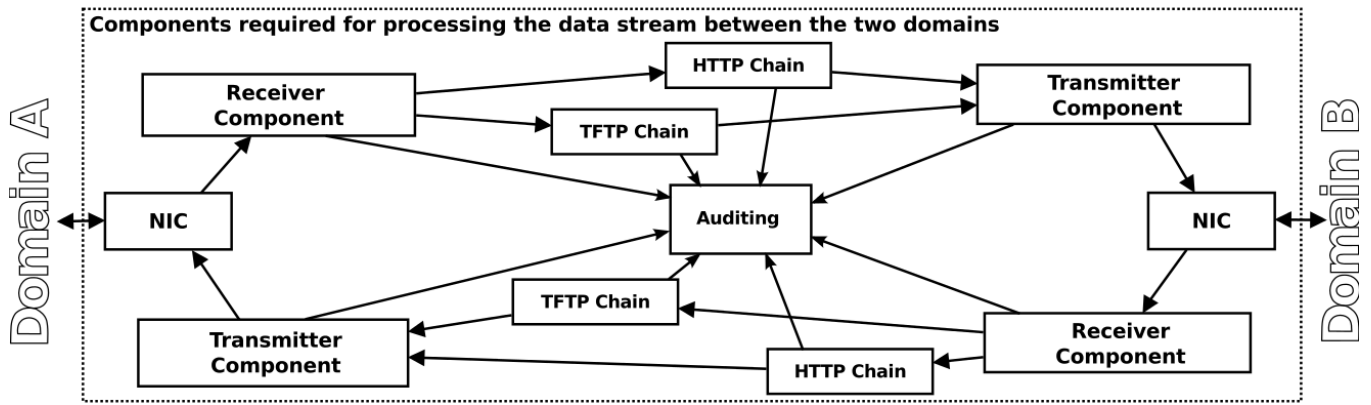 Components required for processing the data stream between the two domains
HTTP Chain
Receiver
Component
Transmitter
Component
TFTP Chain
Domain A
Domain B
NIC
Auditing
NIC
TFTP Chain
Transmitter
Component
Receiver
Component
HTTP Chain